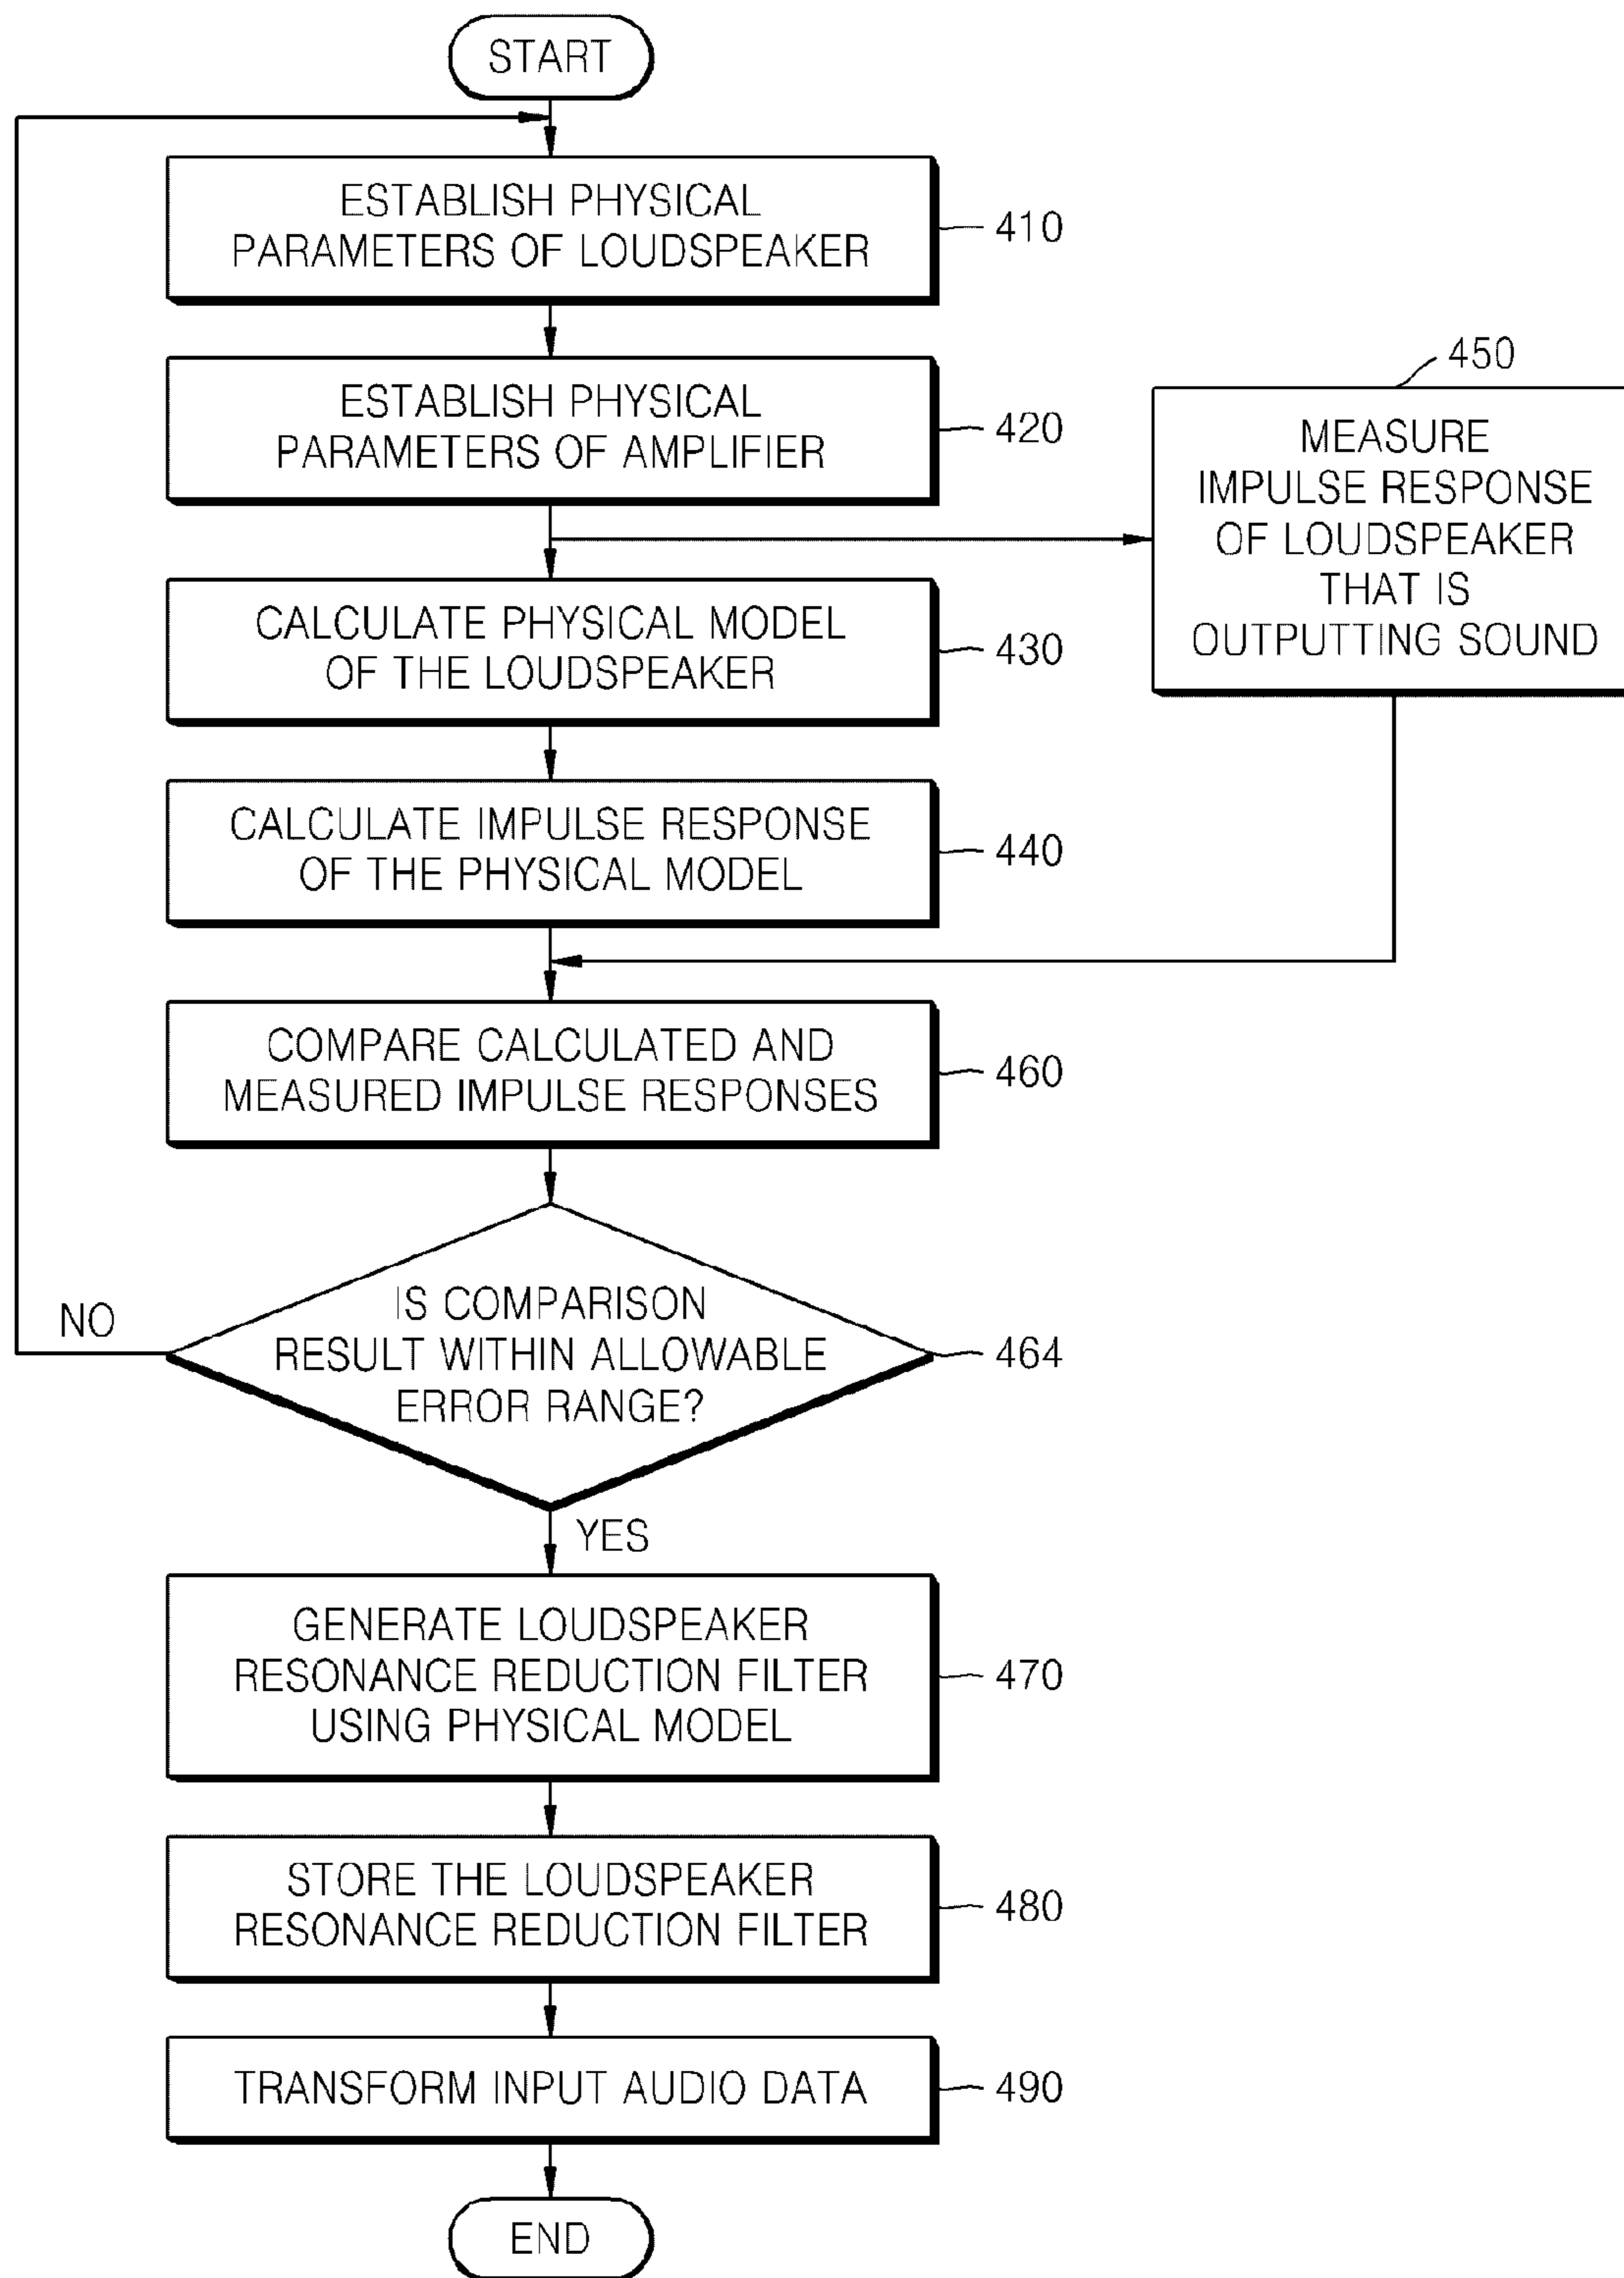 START
ESTABLISH PHYSICAL
PARAMETERS OF LOUDSPEAKER
410
ESTABLISH PHYSICAL
PARAMETERS OF AMPLIFIER
420
450
MEASURE
IMPULSE RESPONSE
OF LOUDSPEAKER
THAT IS
OUTPUTTING SOUND
CALCULATE PHYSICAL MODEL
OF THE LOUDSPEAKER
430
CALCULATE IMPULSE RESPONSE
OF THE PHYSICAL MODEL
440
COMPARE CALCULATED AND
MEASURED IMPULSE RESPONSES
460
NO
IS COMPARISON
RESULT WITHIN ALLOWABLE
ERROR RANGE?
464
YES
GENERATE LOUDSPEAKER
RESONANCE REDUCTION FILTER
USING PHYSICAL MODEL
470
STORE THE LOUDSPEAKER
RESONANCE REDUCTION FILTER
480
TRANSFORM INPUT AUDIO DATA
490
END